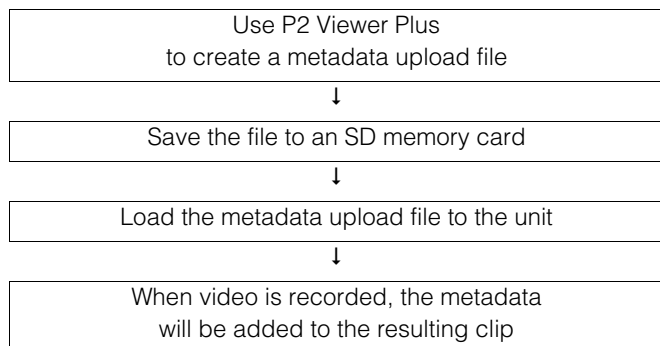 Use P2 Viewer Plus
to create a metadata upload file
↓
Save the file to an SD memory card
↓
Load the metadata upload file to the unit
↓
When video is recorded, the metadata
will be added to the resulting clip